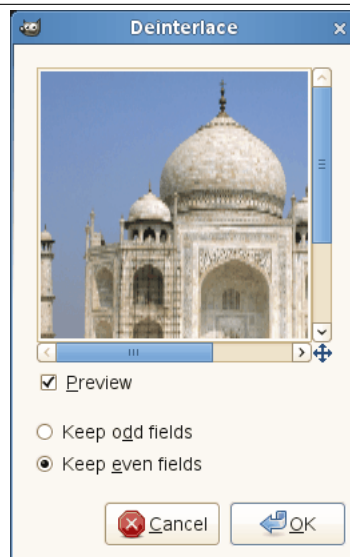 Deinterlace
Preview
Keep odd fields
Keep even fields
Cancel OK